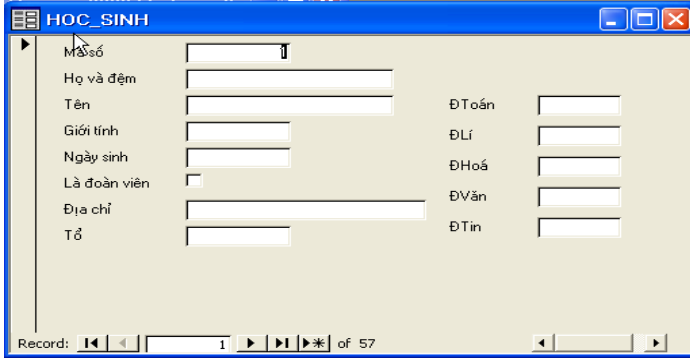 HOC_SINH
Mã số 1
Họ và đệm
Tên ĐToán
Giới tính ĐLí
Ngày sinh ĐHoá
Là đoàn viên
Địa chỉ ĐVăn
Tổ ĐTin
Record: 1 of 57